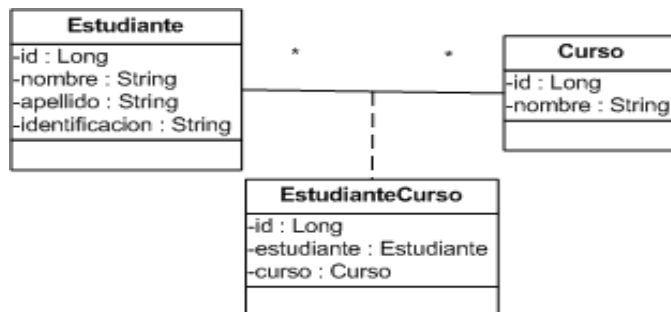 Estudiante
-id : Long
-nombre : String
-apellido : String
-identificacion : String
*
*
Curso
-id : Long
-nombre : String
EstudianteCurso
-id : Long
-estudiante : Estudiante
-curso : Curso